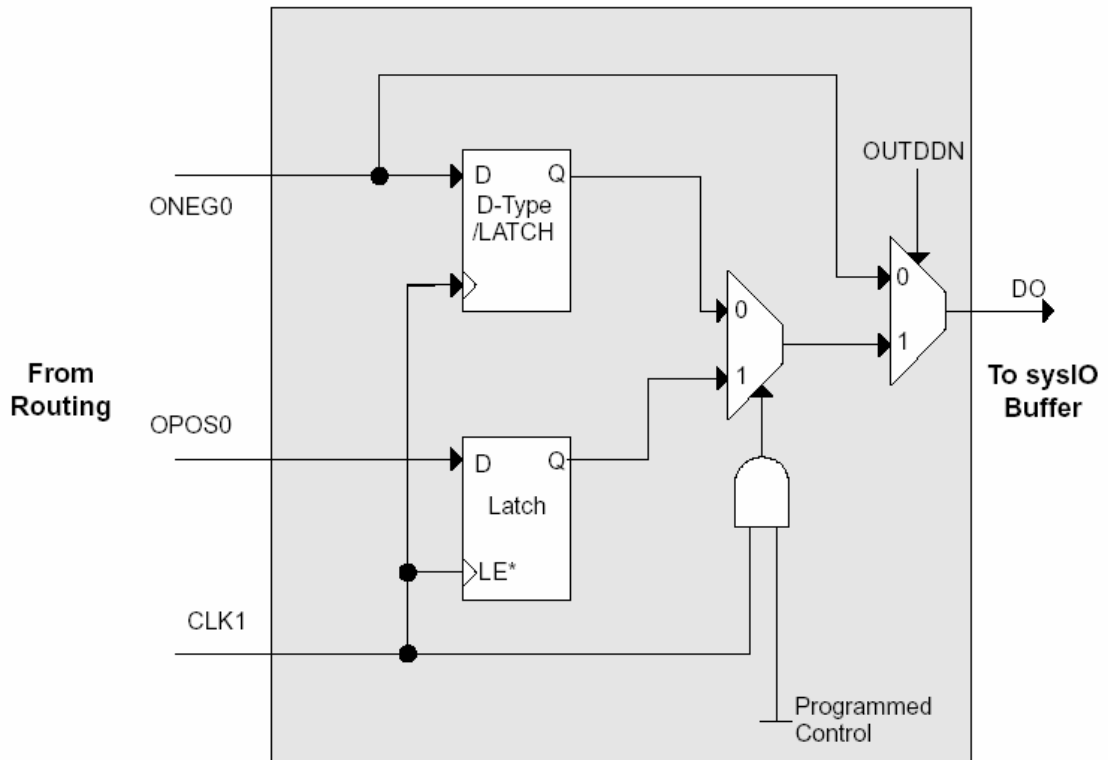 OUTDDN
ONEG0
D Q
D-Type
/LATCH
0
1
0
1
DO
From
Routing
To sysIO
Buffer
OPOS0
D Q
Latch
LE*
CLK1
Programmed
Control